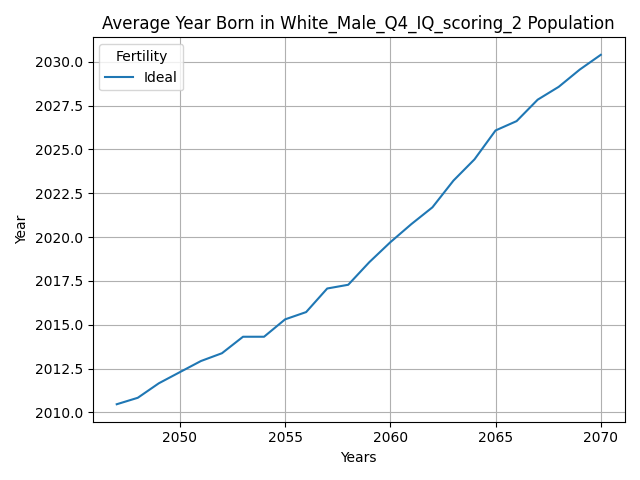 Average Year Born in White_Male_Q4_IQ_scoring_2 Population
Fertility
Ideal
2030.0
2027.5
2025.0
2022.5
2020.0
2017.5
2015.0
2012.5
2010.0
Year
2050 2055 2060 2065 2070
Years